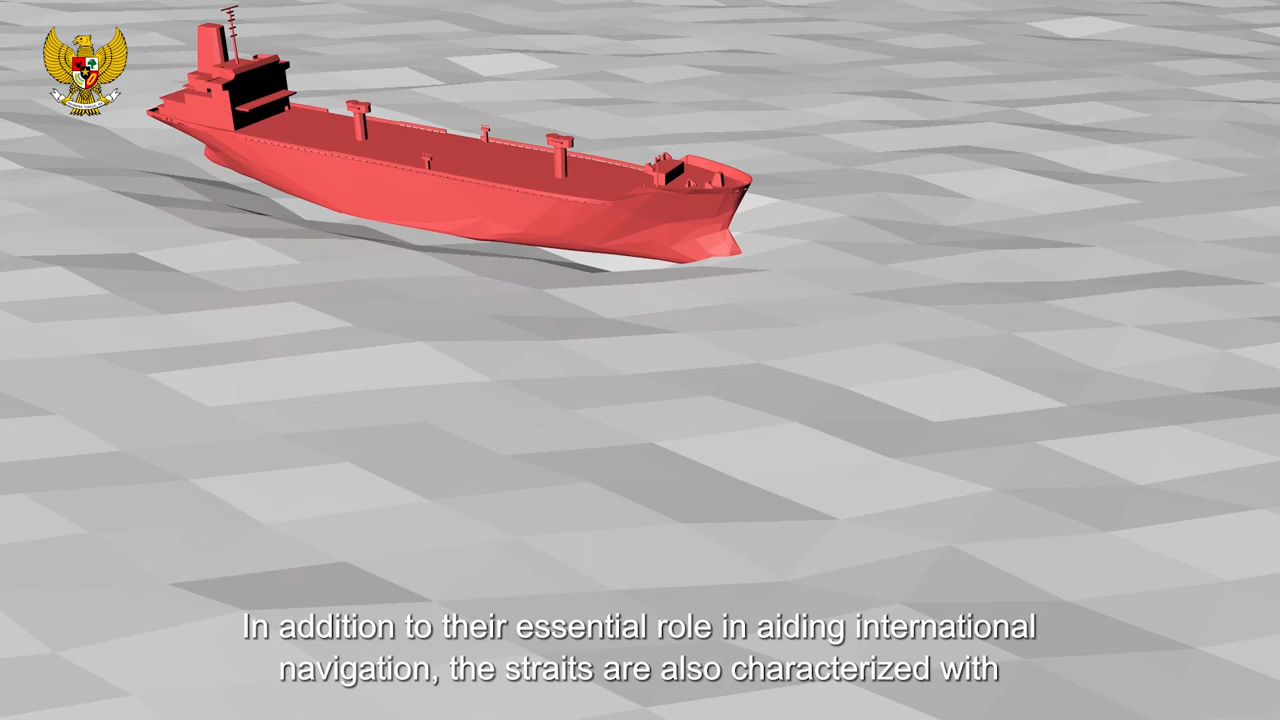 In addition to their essential role in aiding international
navigation, the straits are also characterized with